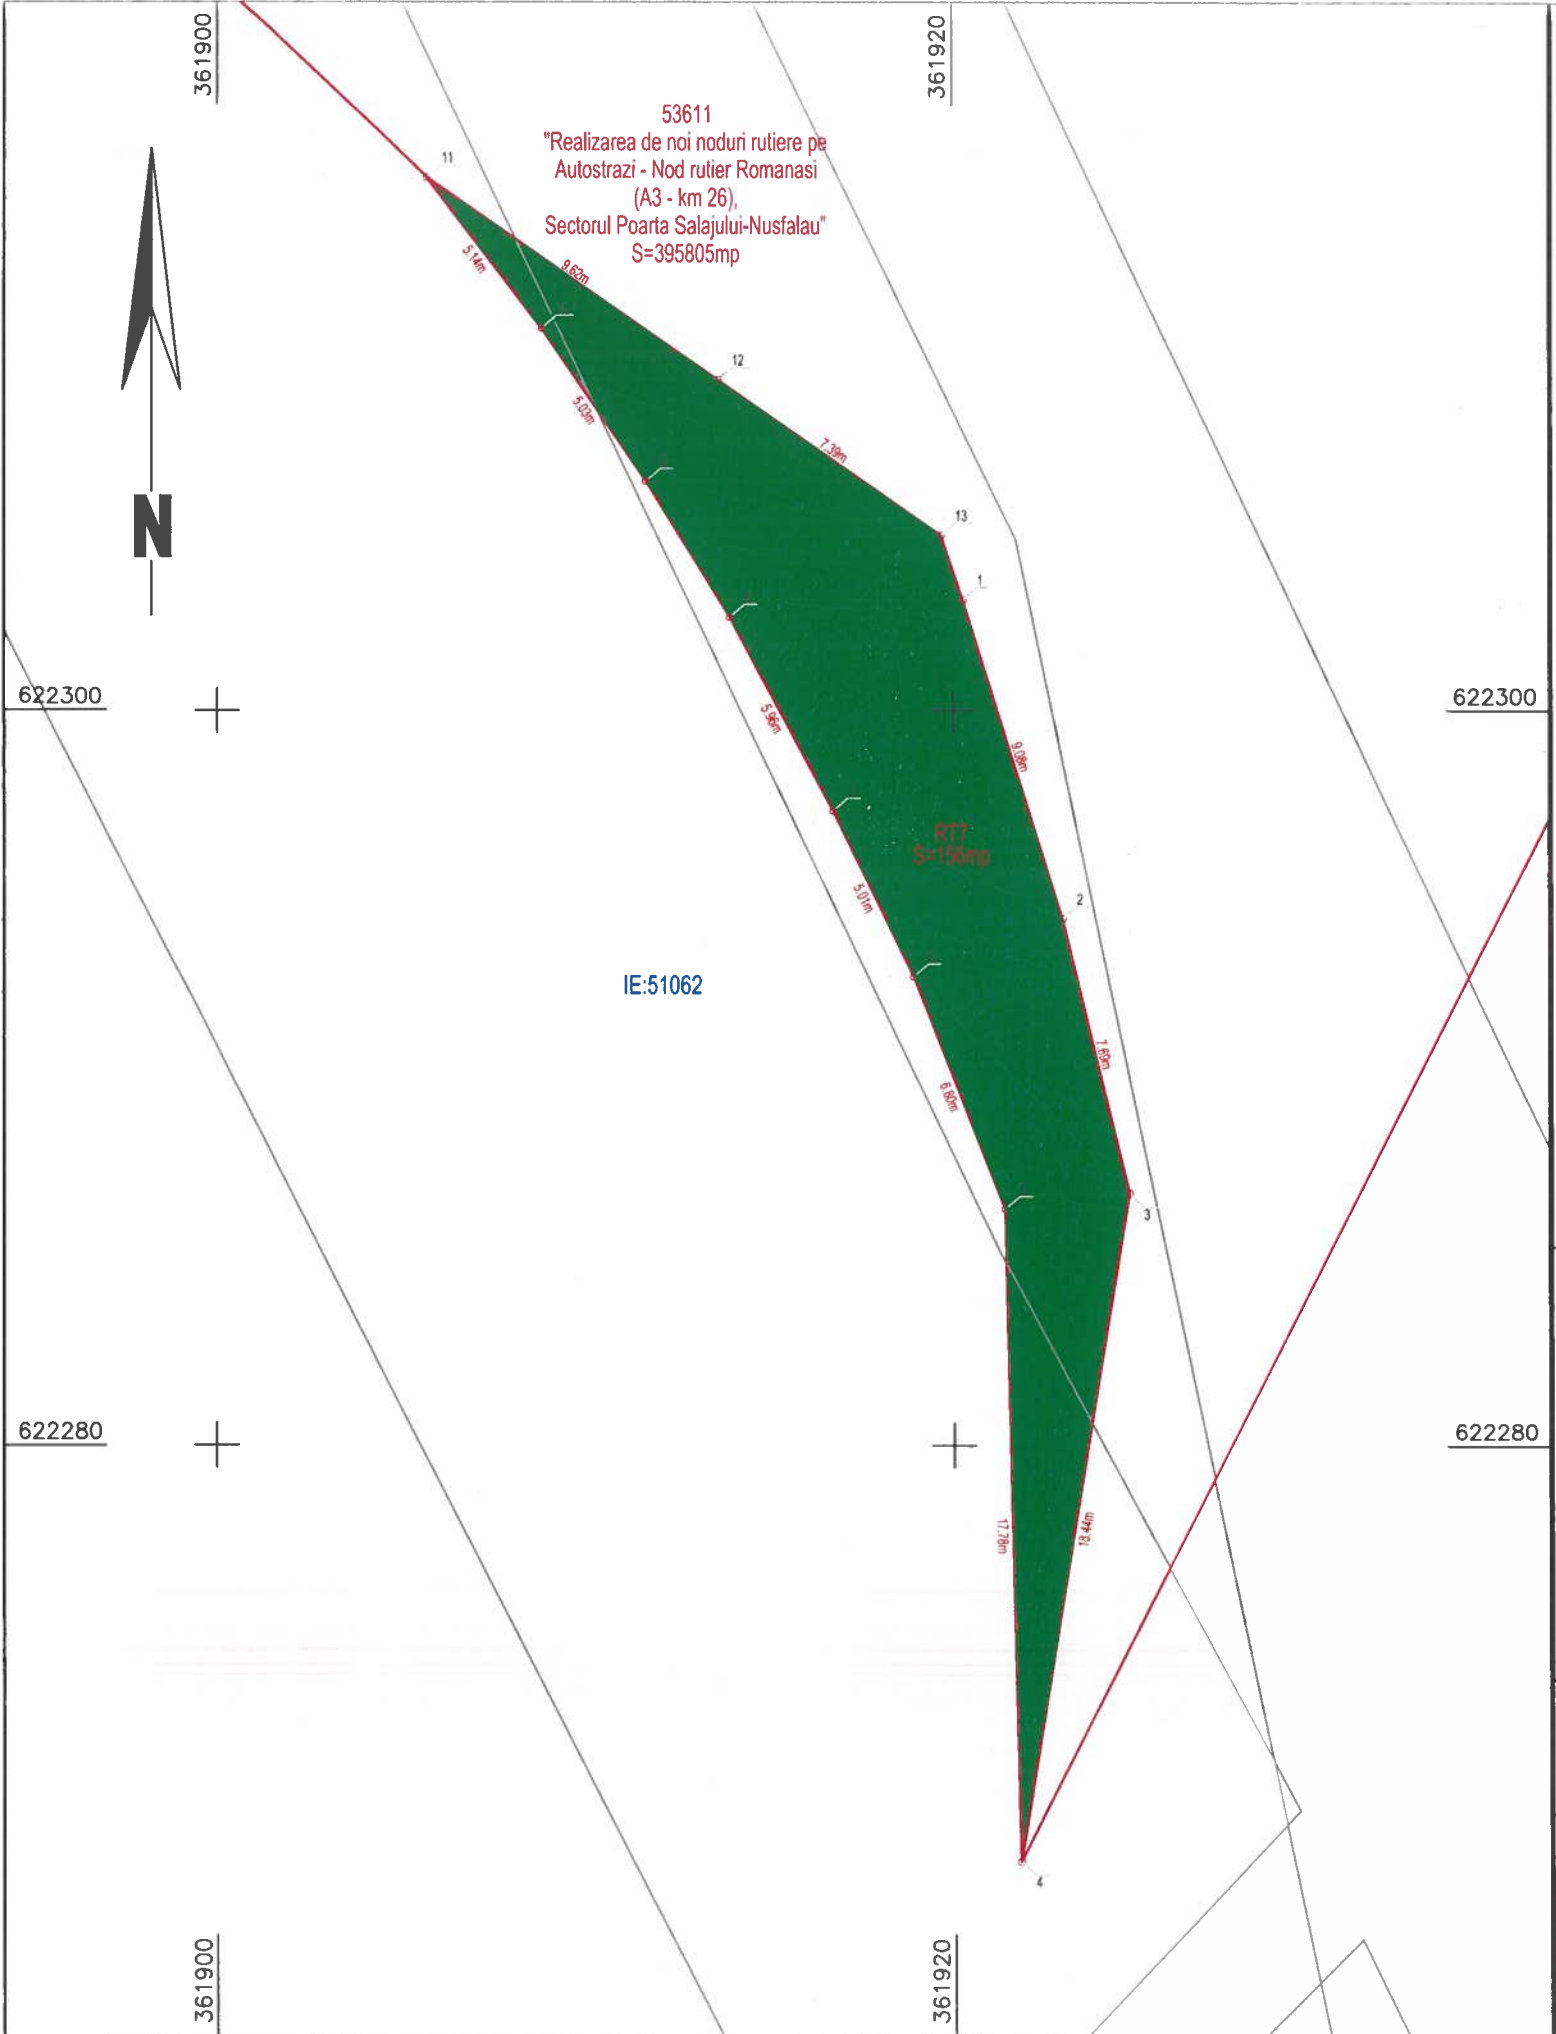 361900
361920
53611
"Realizarea de noi noduri rutiere pe
Autostrazi - Nod rutier Romanasi
(A3 - km 26),
Sectorul Poarta Salajului-Nusfalau"
S=395805mp
11
5.14m
9.62m
12
5.03m
7.39m
13
1
N
622300
622300
5.96m
9.08m
RT7
S=156mp
5.01m
2
IE:51062
7.69m
6.80m
3
622280
622280
17.78m
18.44m
4
361900
361920